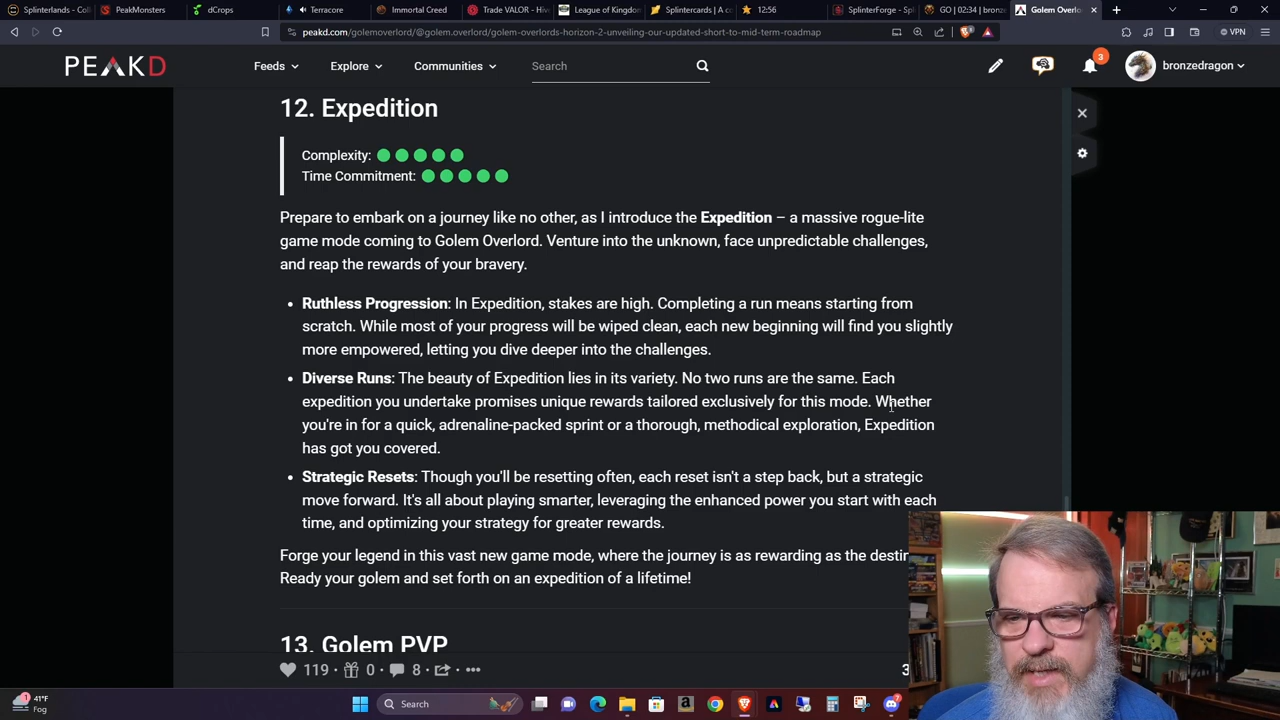 Splinterlands - Coll
PeakMonsters
dCrops
Terracore
Immortal Creed
Trade VALOR - Hiv
League of Kingdom
Splintercards | A co
12:56
SplinterForge - Spl
GO | 02:34 | bronze
Golem Overlo
peakd.com/golemoverlord/@golem.overlord/golem-overlords-horizon-2-unveiling-our-updated-short-to-mid-term-roadmap
VPN
PEAKD
Feeds
Explore
Communities
Search
3
bronzedragon
12. Expedition
Complexity:
Time Commitment:
Prepare to embark on a journey like no other, as I introduce the Expedition – a massive rogue-lite
game mode coming to Golem Overlord. Venture into the unknown, face unpredictable challenges,
and reap the rewards of your bravery.
• Ruthless Progression: In Expedition, stakes are high. Completing a run means starting from
scratch. While most of your progress will be wiped clean, each new beginning will find you slightly
more empowered, letting you dive deeper into the challenges.
• Diverse Runs: The beauty of Expedition lies in its variety. No two runs are the same. Each
expedition you undertake promises unique rewards tailored exclusively for this mode. Whether
you're in for a quick, adrenaline-packed sprint or a thorough, methodical exploration, Expedition
has got you covered.
• Strategic Resets: Though you'll be resetting often, each reset isn't a step back, but a strategic
move forward. It's all about playing smarter, leveraging the enhanced power you start with each
time, and optimizing your strategy for greater rewards.
Forge your legend in this vast new game mode, where the journey is as rewarding as the destin
Ready your golem and set forth on an expedition of a lifetime!
13. Golem PVP
119
0
8
3
1
41°F
Fog
Search
7